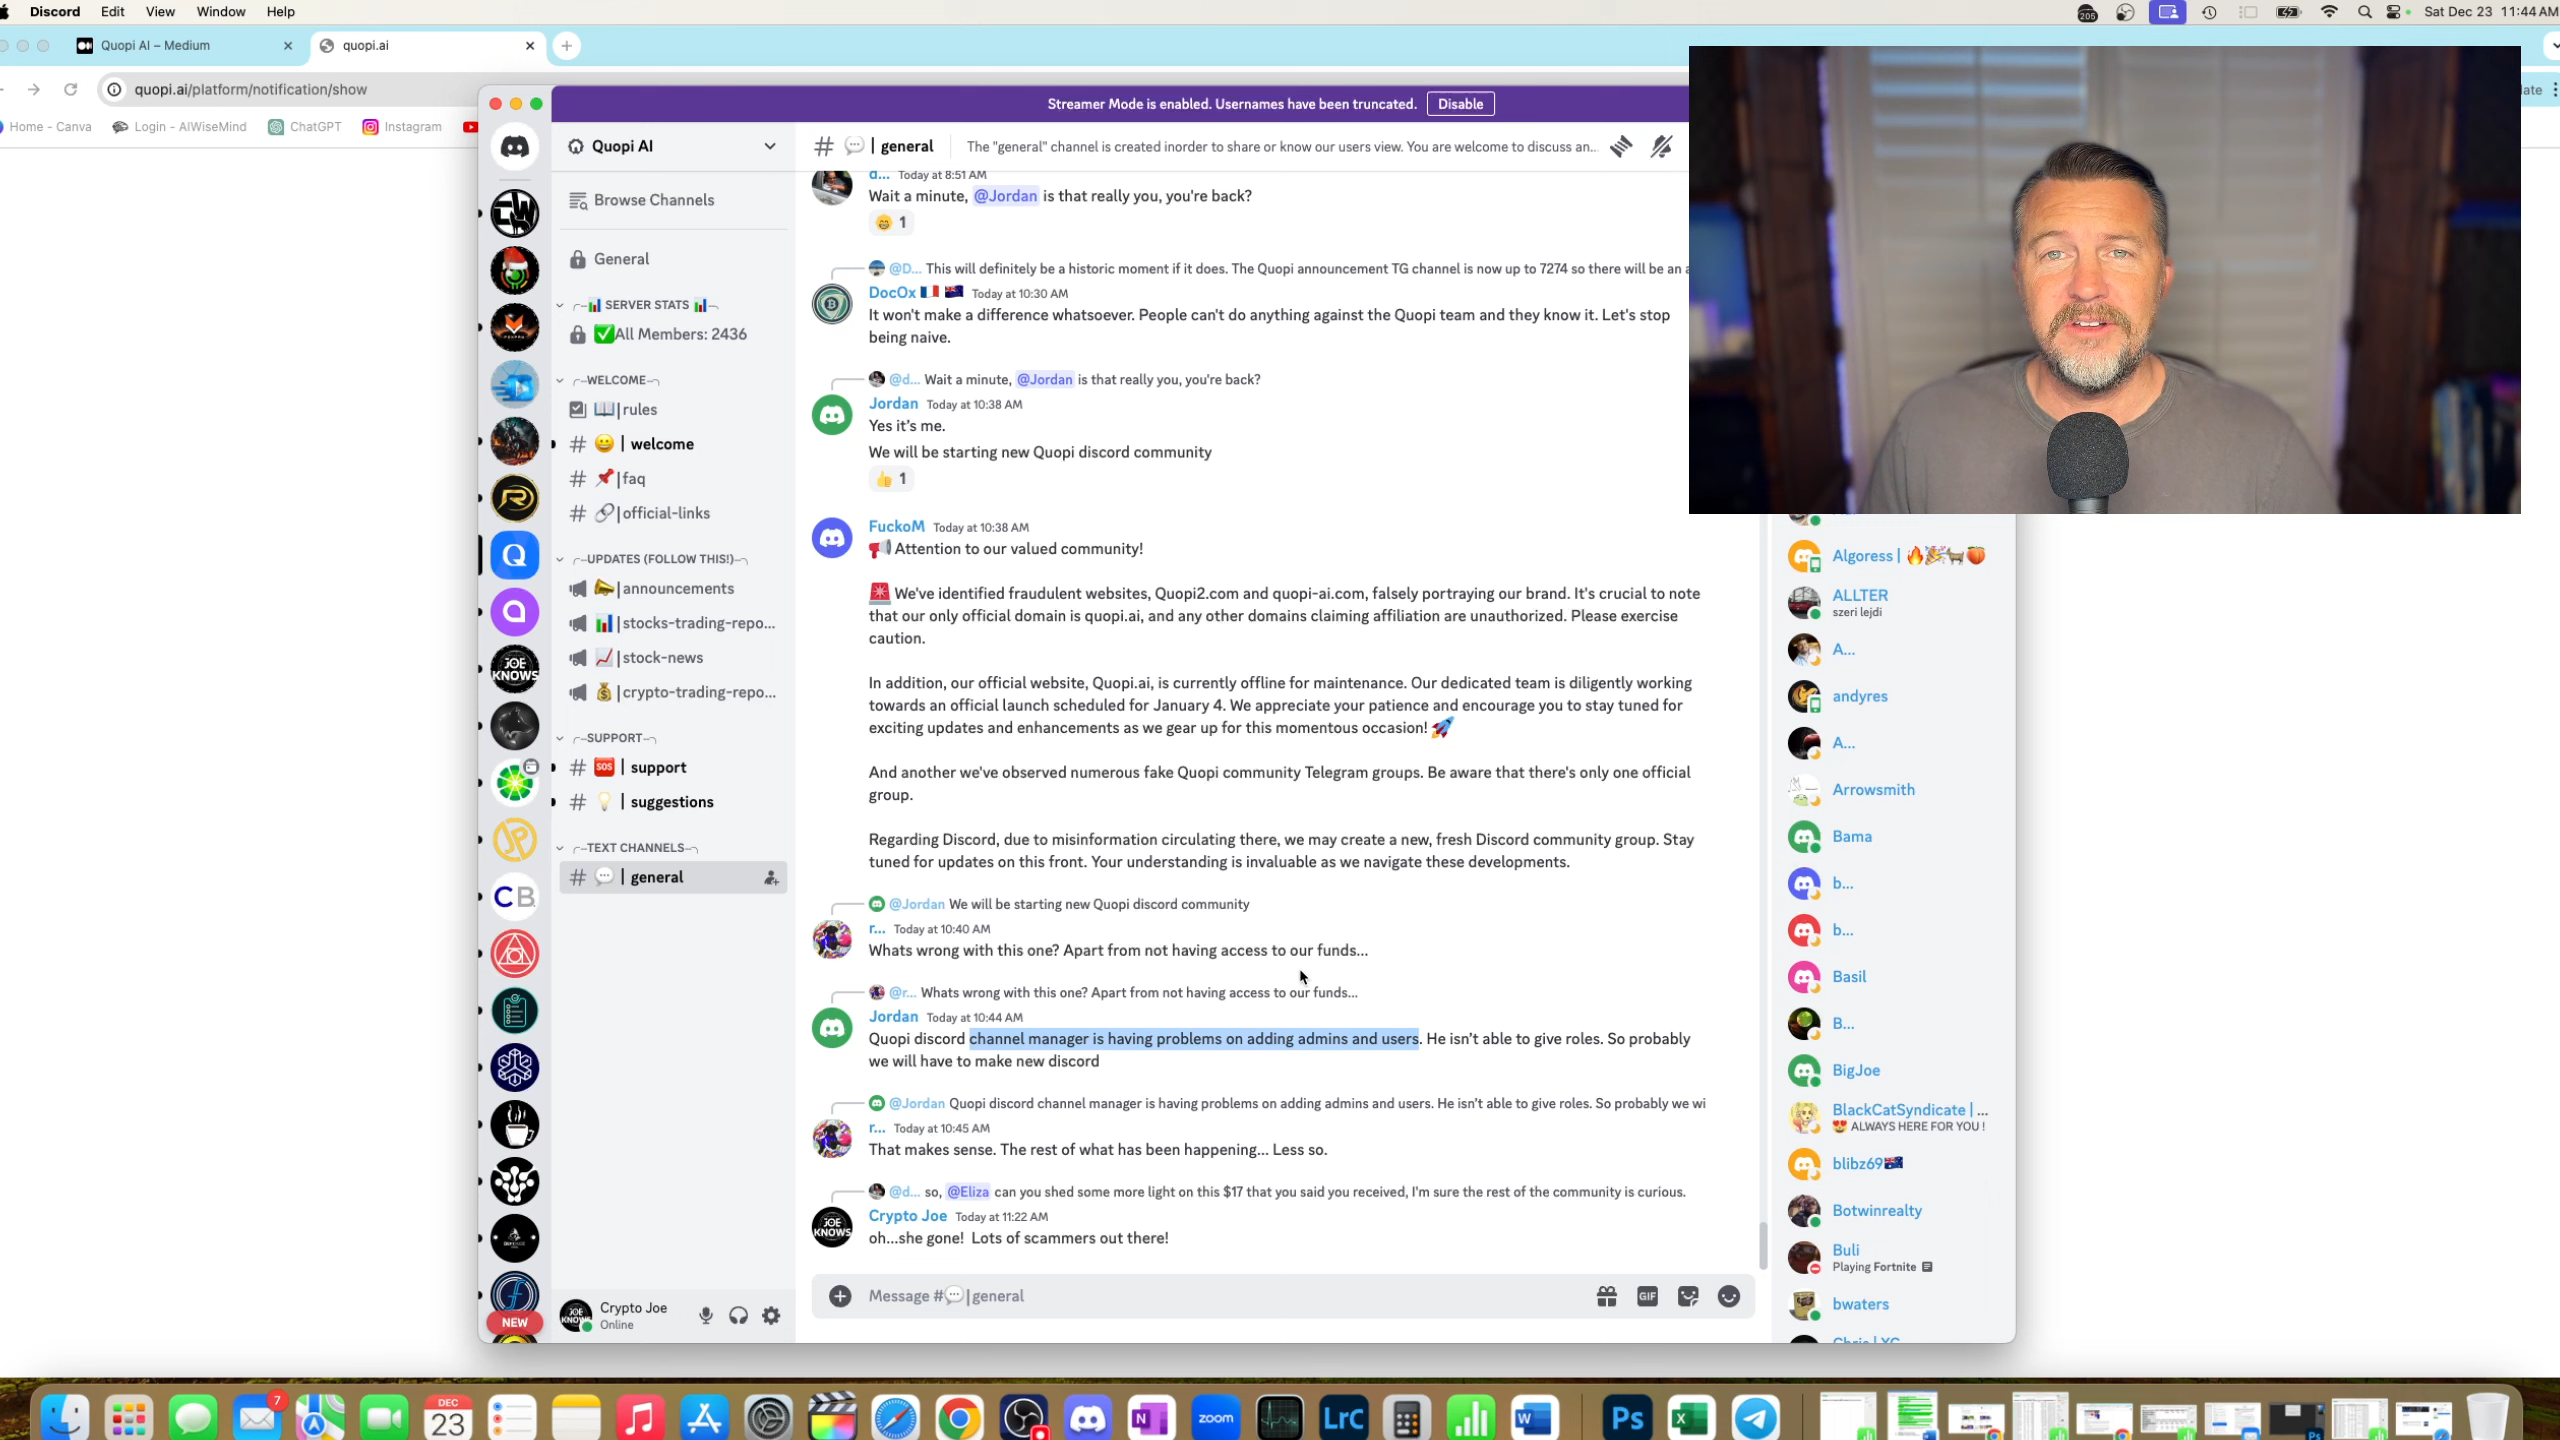 Discord Edit View Window Help
205
Sat Dec 23 11:44 AM
Quopi AI – Medium
quopi.ai
quopi.ai/platform/notification/show
Home - Canva
Login - AIWiseMind
ChatGPT
Instagram
Streamer Mode is enabled. Usernames have been truncated.
Disable
Quopi AI
Browse Channels
General
SERVER STATS
All Members: 2436
WELCOME
|rules
| welcome
|faq
|official-links
UPDATES (FOLLOW THIS!)
|announcements
|stocks-trading-repo...
|stock-news
|crypto-trading-repo...
SUPPORT
SOS | support
| suggestions
TEXT CHANNELS
| general
JOE KNOWS
CB
NEW
Crypto Joe
Online
# | general
The "general" channel is created inorder to share or know our users view. You are welcome to discuss an...
d... Today at 8:51 AM
Wait a minute, @Jordan is that really you, you're back?
1
@D... This will definitely be a historic moment if it does. The Quopi announcement TG channel is now up to 7274 so there will be an a
DocOx Today at 10:30 AM
It won't make a difference whatsoever. People can't do anything against the Quopi team and they know it. Let's stop
being naive.
@d... Wait a minute, @Jordan is that really you, you're back?
Jordan Today at 10:38 AM
Yes it's me.
We will be starting new Quopi discord community
1
FuckoM Today at 10:38 AM
Attention to our valued community!
We've identified fraudulent websites, Quopi2.com and quopi-ai.com, falsely portraying our brand. It's crucial to note
that our only official domain is quopi.ai, and any other domains claiming affiliation are unauthorized. Please exercise
caution.
In addition, our official website, Quopi.ai, is currently offline for maintenance. Our dedicated team is diligently working
towards an official launch scheduled for January 4. We appreciate your patience and encourage you to stay tuned for
exciting updates and enhancements as we gear up for this momentous occasion!
And another we've observed numerous fake Quopi community Telegram groups. Be aware that there's only one official
group.
Regarding Discord, due to misinformation circulating there, we may create a new, fresh Discord community group. Stay
tuned for updates on this front. Your understanding is invaluable as we navigate these developments.
@Jordan We will be starting new Quopi discord community
r... Today at 10:40 AM
Whats wrong with this one? Apart from not having access to our funds...
@r... Whats wrong with this one? Apart from not having access to our funds...
Jordan Today at 10:44 AM
Quopi discord channel manager is having problems on adding admins and users. He isn't able to give roles. So probably
we will have to make new discord
@Jordan Quopi discord channel manager is having problems on adding admins and users. He isn't able to give roles. So probably we wi
r... Today at 10:45 AM
That makes sense. The rest of what has been happening... Less so.
@d... so, @Eliza can you shed some more light on this $17 that you said you received, I'm sure the rest of the community is curious.
JOE KNOWS
Crypto Joe Today at 11:22 AM
oh...she gone! Lots of scammers out there!
Message # |general
GIF
Algoress |
ALLTER
szeri lejdi
A...
andyres
A...
Arrowsmith
Bama
b...
b...
Basil
B...
BigJoe
BlackCatSyndicate | ...
ALWAYS HERE FOR YOU !
blibz69
Botwinrealty
Buli
Playing Fortnite
bwaters
Chris | XC
7
DEC
23
zoom
LrC
Ps